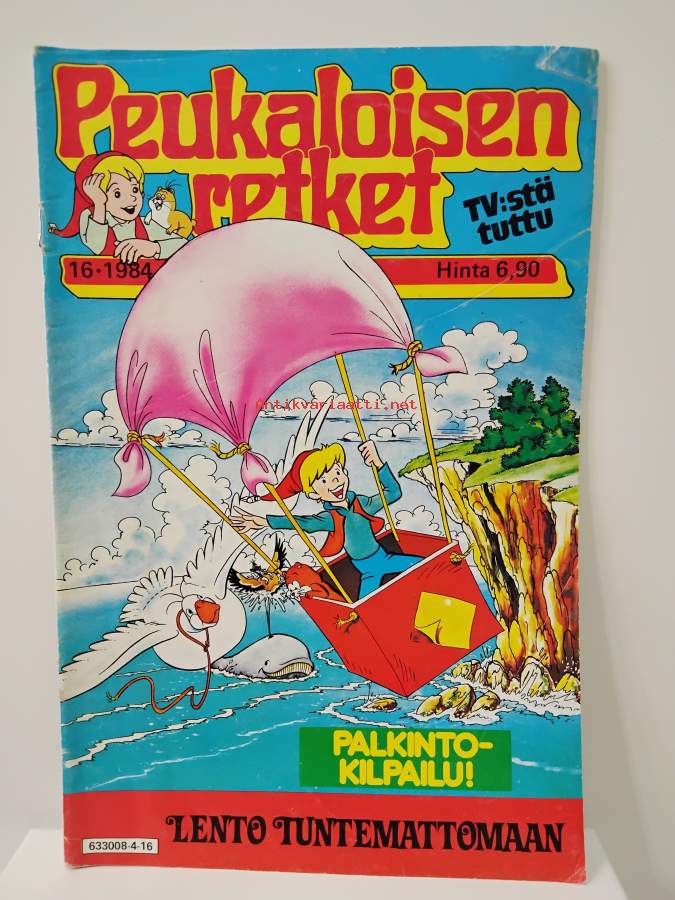 Peukaloisen
retket
TV:stä
tuttu
16·1984
Hinta 6,90
Antikvariaatti.net
PALKINTO-
KILPAILU!
LENTO TUNTEMATTOMAAN
633008-4-16